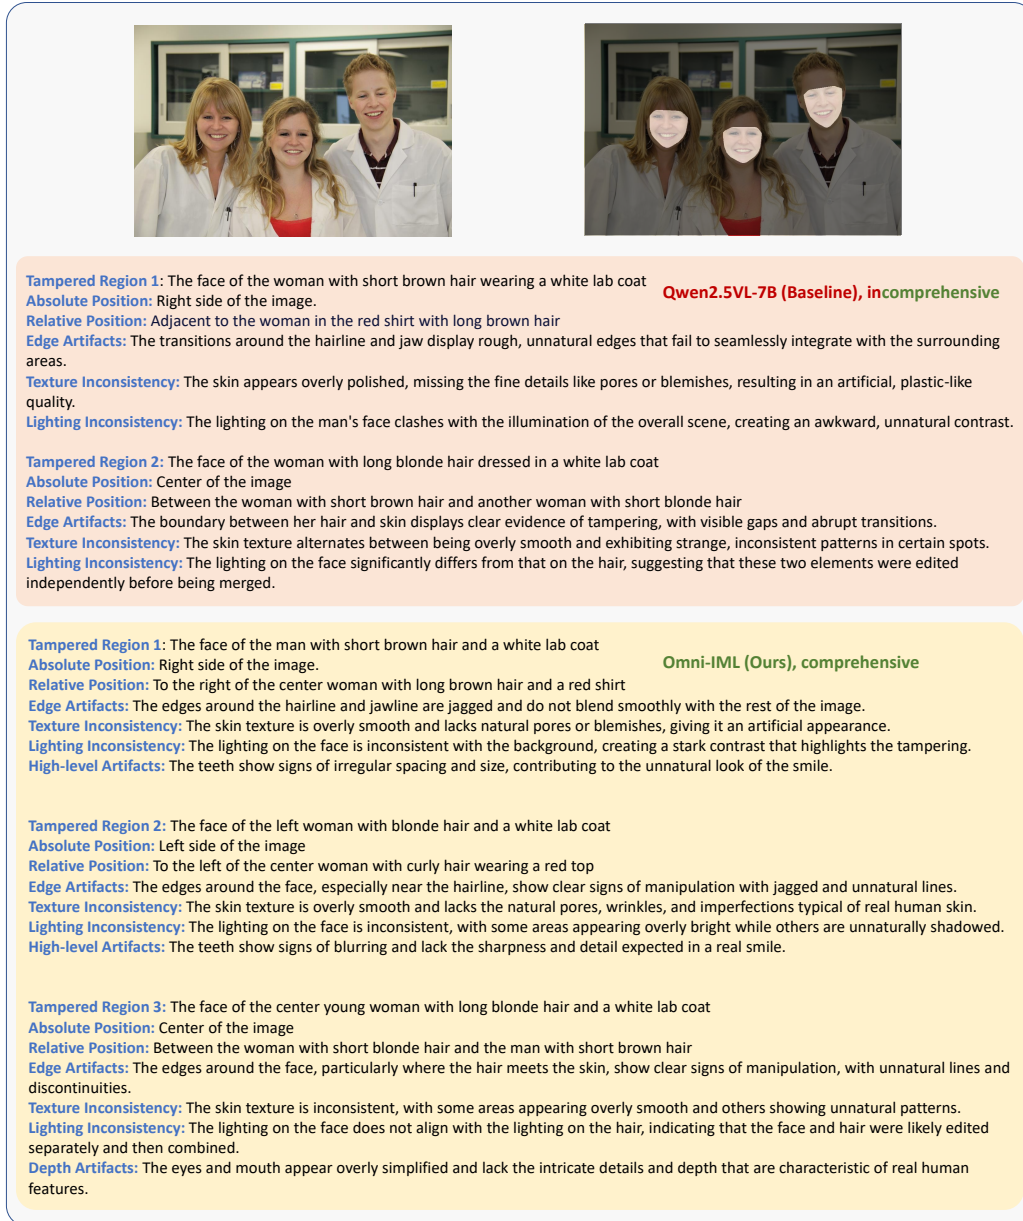 Tampered Region 1: The face of the woman with short brown hair wearing a white lab coat
Qwen2.5VL-7B (Baseline), incomprehensive
Absolute Position: Right side of the image.
Relative Position: Adjacent to the woman in the red shirt with long brown hair
Edge Artifacts: The transitions around the hairline and jaw display rough, unnatural edges that fail to seamlessly integrate with the surrounding
areas.
Texture Inconsistency: The skin appears overly polished, missing the fine details like pores or blemishes, resulting in an artificial, plastic-like
quality.
Lighting Inconsistency: The lighting on the man's face clashes with the illumination of the overall scene, creating an awkward, unnatural contrast.
Tampered Region 2: The face of the woman with long blonde hair dressed in a white lab coat
Absolute Position: Center of the image
Relative Position: Between the woman with short brown hair and another woman with short blonde hair
Edge Artifacts: The boundary between her hair and skin displays clear evidence of tampering, with visible gaps and abrupt transitions.
Texture Inconsistency: The skin texture alternates between being overly smooth and exhibiting strange, inconsistent patterns in certain spots.
Lighting Inconsistency: The lighting on the face significantly differs from that on the hair, suggesting that these two elements were edited
independently before being merged.
Tampered Region 1: The face of the man with short brown hair and a white lab coat
Absolute Position: Right side of the image.
Omni-IML (Ours), comprehensive
Relative Position: To the right of the center woman with long brown hair and a red shirt
Edge Artifacts: The edges around the hairline and jawline are jagged and do not blend smoothly with the rest of the image.
Texture Inconsistency: The skin texture is overly smooth and lacks natural pores or blemishes, giving it an artificial appearance.
Lighting Inconsistency: The lighting on the face is inconsistent with the background, creating a stark contrast that highlights the tampering.
High-level Artifacts: The teeth show signs of irregular spacing and size, contributing to the unnatural look of the smile.
Tampered Region 2: The face of the left woman with blonde hair and a white lab coat
Absolute Position: Left side of the image
Relative Position: To the left of the center woman with curly hair wearing a red top
Edge Artifacts: The edges around the face, especially near the hairline, show clear signs of manipulation with jagged and unnatural lines.
Texture Inconsistency: The skin texture is overly smooth and lacks the natural pores, wrinkles, and imperfections typical of real human skin.
Lighting Inconsistency: The lighting on the face is inconsistent, with some areas appearing overly bright while others are unnaturally shadowed.
High-level Artifacts: The teeth show signs of blurring and lack the sharpness and detail expected in a real smile.
Tampered Region 3: The face of the center young woman with long blonde hair and a white lab coat
Absolute Position: Center of the image
Relative Position: Between the woman with short blonde hair and the man with short brown hair
Edge Artifacts: The edges around the face, particularly where the hair meets the skin, show clear signs of manipulation, with unnatural lines and
discontinuities.
Texture Inconsistency: The skin texture is inconsistent, with some areas appearing overly smooth and others showing unnatural patterns.
Lighting Inconsistency: The lighting on the face does not align with the lighting on the hair, indicating that the face and hair were likely edited
separately and then combined.
Depth Artifacts: The eyes and mouth appear overly simplified and lack the intricate details and depth that are characteristic of real human
features.